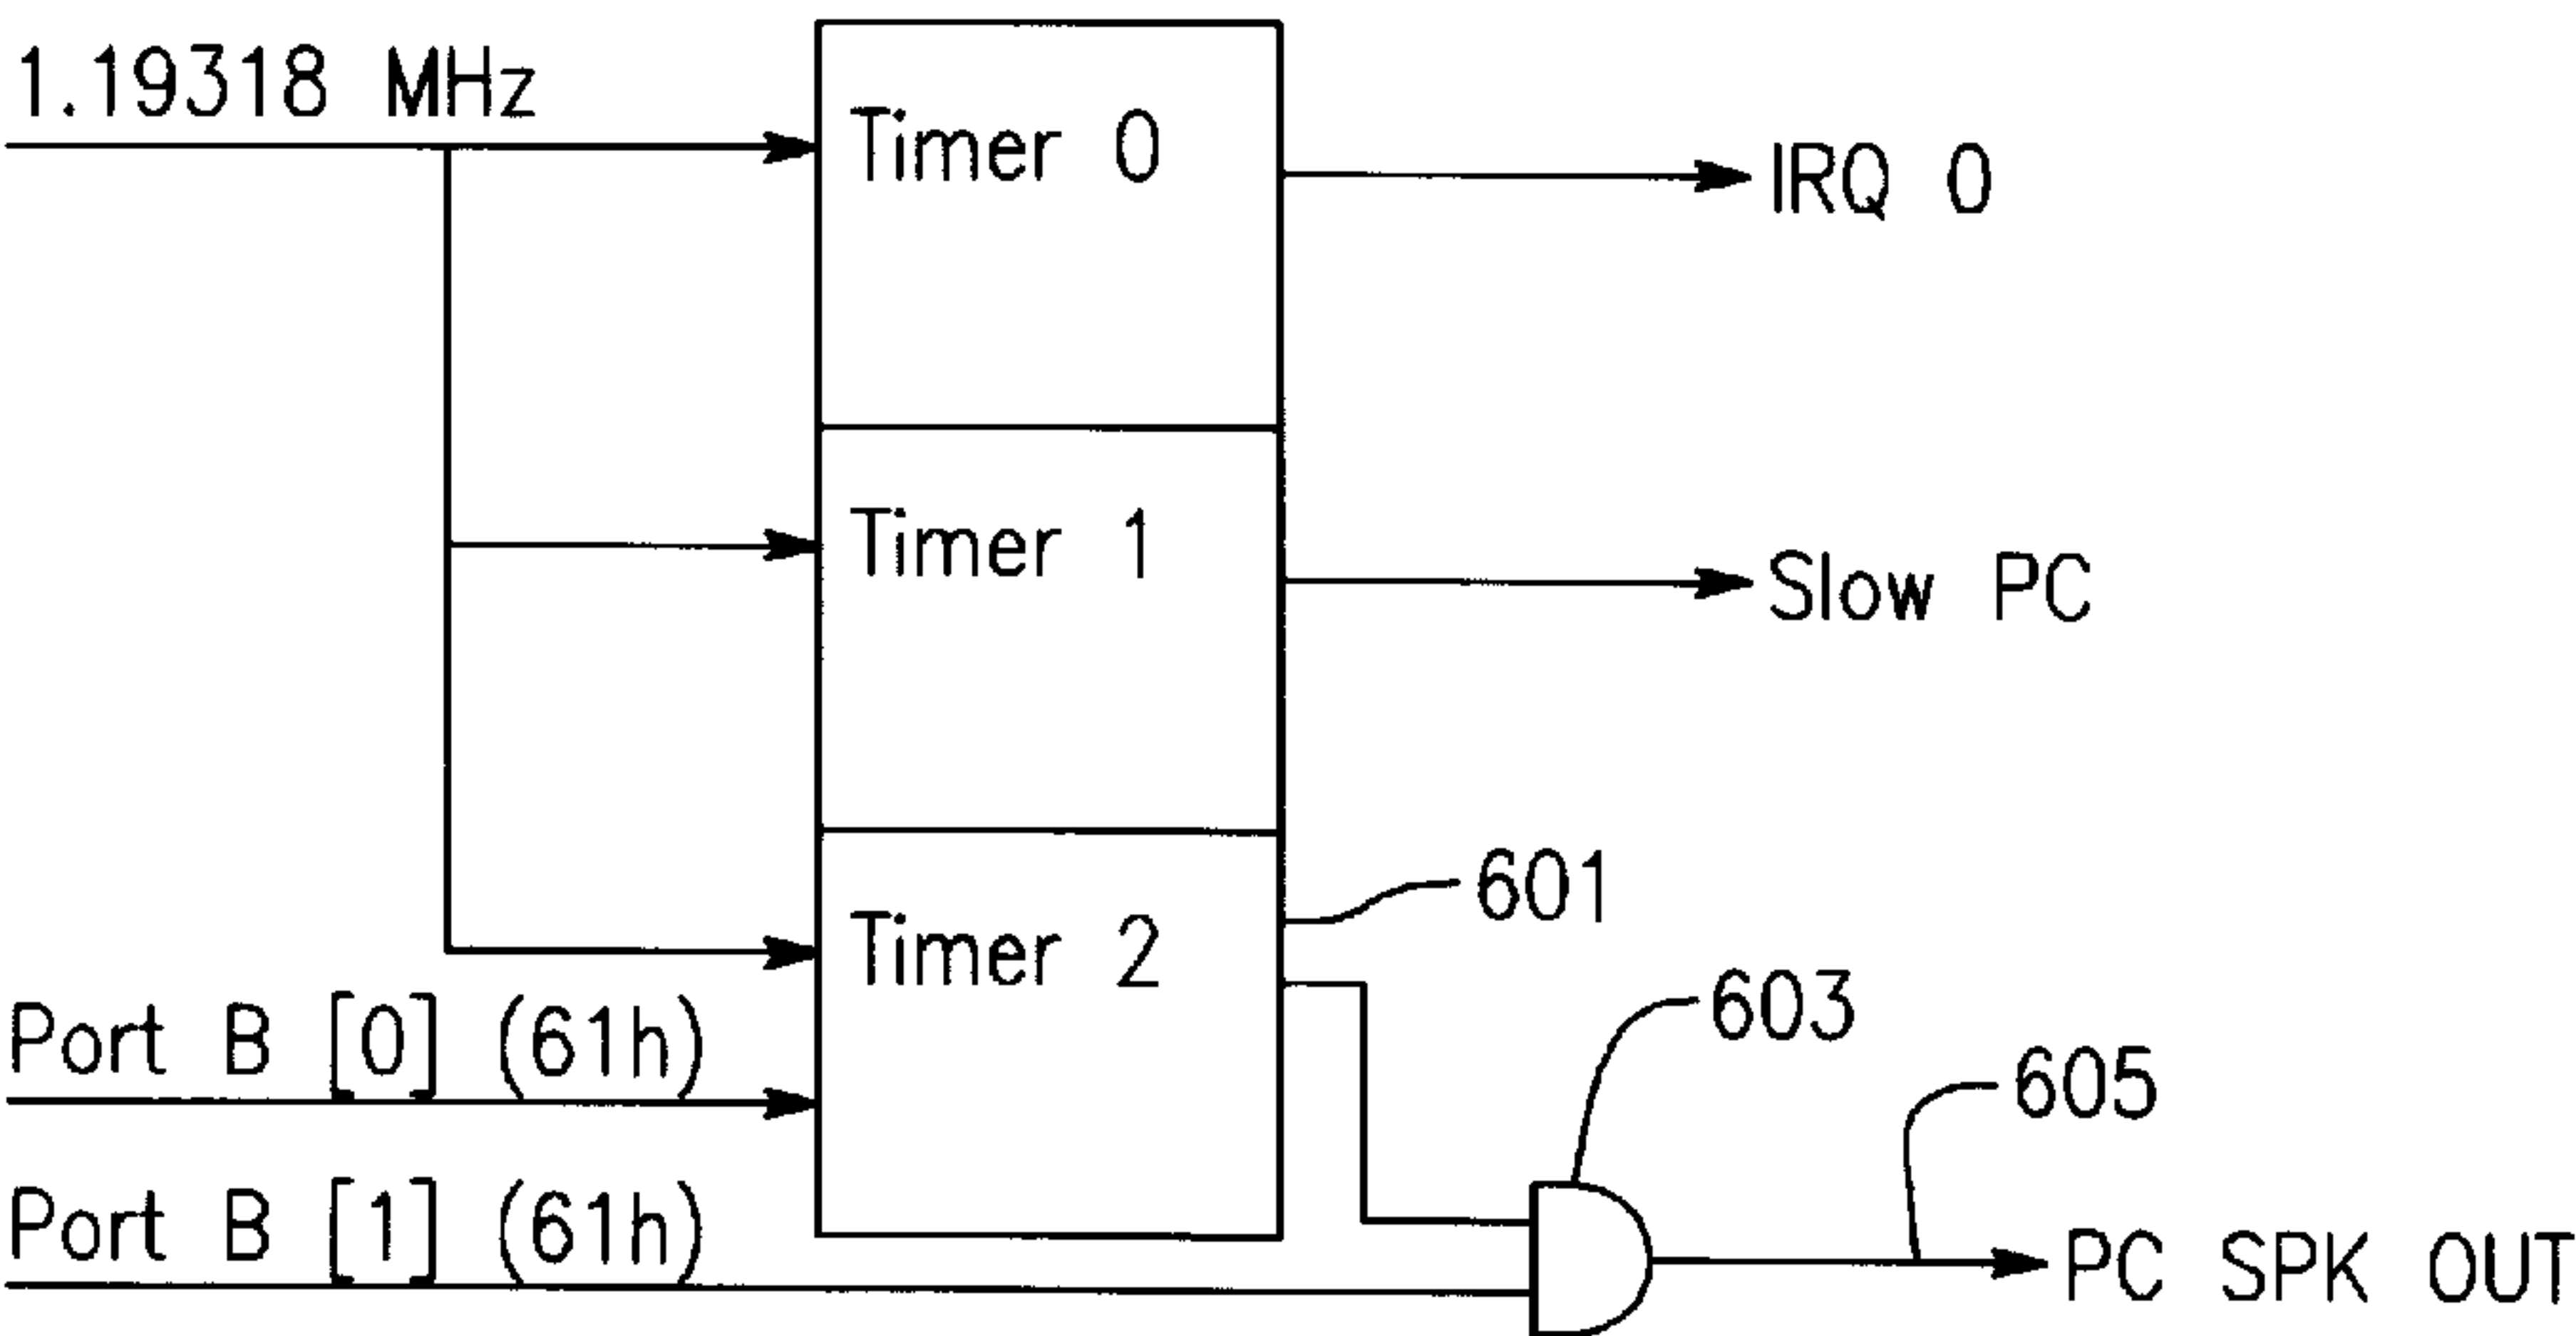 1.19318 MHz
Timer 0
IRQ 0
Timer 1
Slow PC
601
Timer 2
603
Port B [0] (61h)
605
Port B [1] (61h)
PC SPK OUT